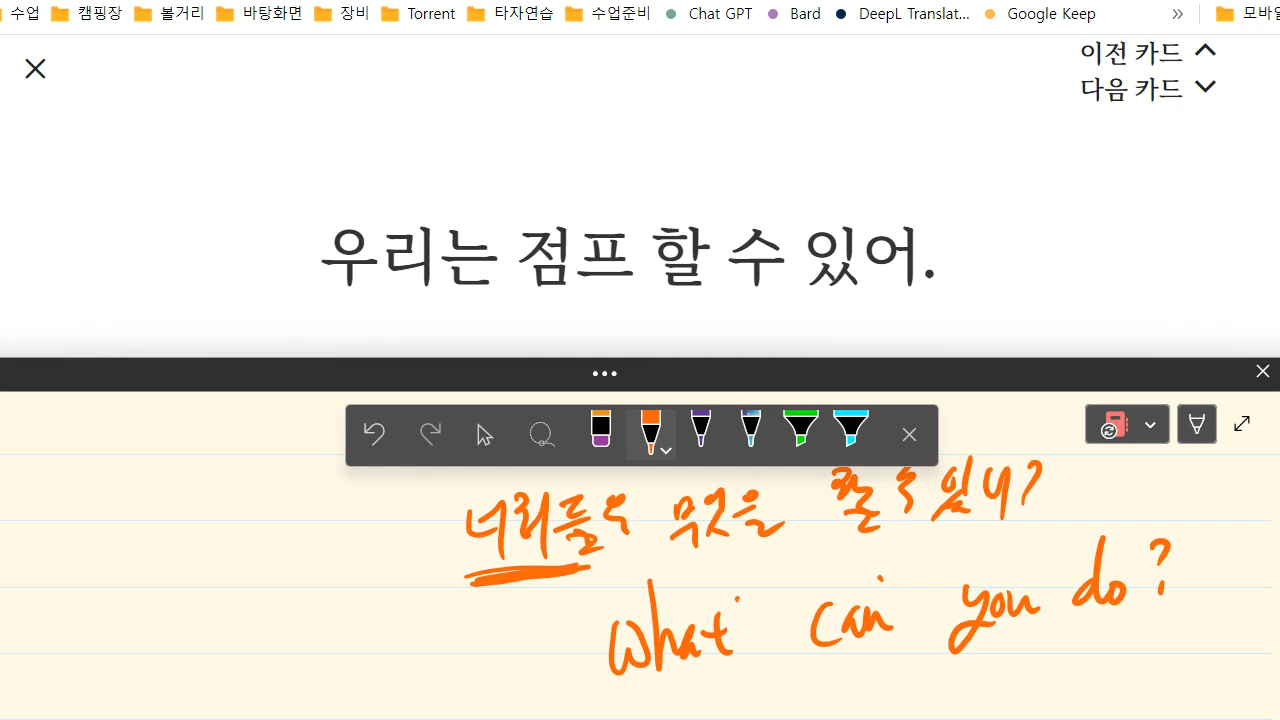 수업 캠핑장 볼거리 바탕화면 장비 Torrent 타자연습 수업준비 Chat GPT Bard DeepL Translat... Google Keep »
이전 카드
다음 카드
우리는 점프 할 수 있어.
너희들은 무엇을 할 수 있니?
What can you do?